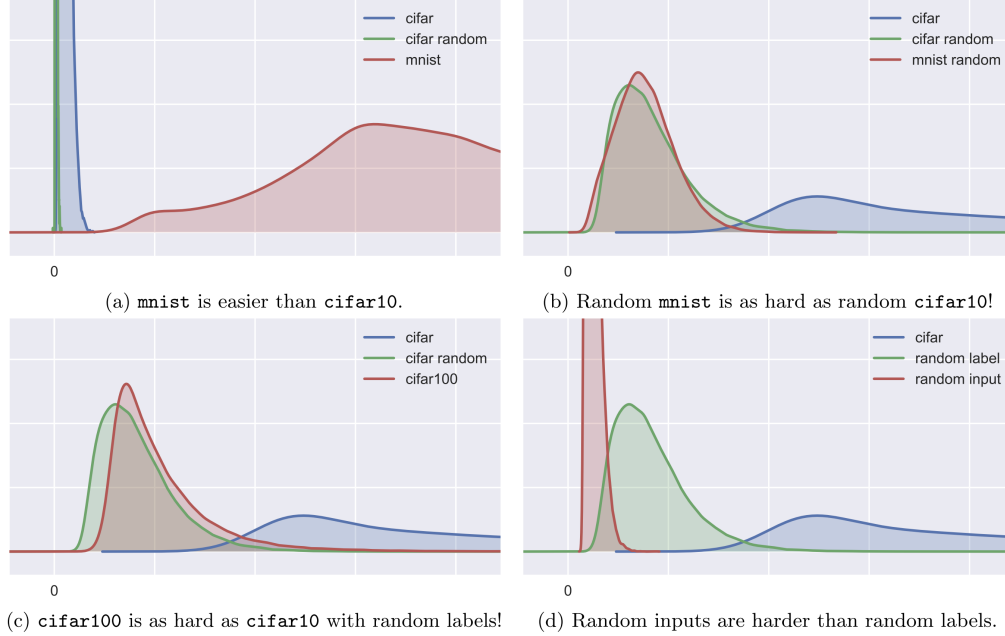 cifar
cifar random
mnist
0
(a) mnist is easier than cifar10.
cifar
cifar random
mnist random
0
(b) Random mnist is as hard as random cifar10!
cifar
cifar random
cifar100
0
(c) cifar100 is as hard as cifar10 with random labels!
cifar
random label
random input
0
(d) Random inputs are harder than random labels.